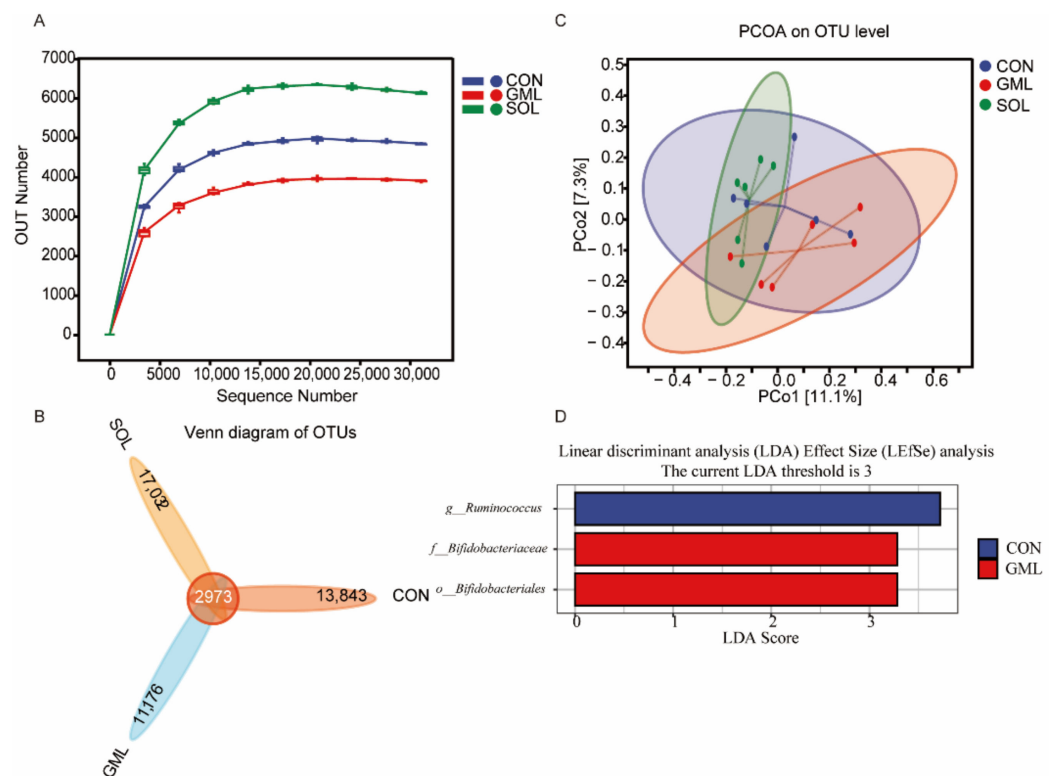 A
7000
6000
5000
4000
3000
2000
1000
0
OUT Number
0 5000 10,000 15,000 20,000 25,000 30,000
Sequence Number
CON
GML
SOL
B
Venn diagram of OTUs
SOL
17,032
2973
13,843
CON
11,176
GML
C
PCOA on OTU level
CON
GML
SOL
0.5
0.4
0.3
0.2
0.1
0.0
− 0.1
− 0.2
− 0.3
− 0.4
PCo2 [7.3%]
− 0.4 − 0.2 0.0 0.2 0.4 0.6
PCo1 [11.1%]
D
Linear discriminant analysis (LDA) Effect Size (LEfSe) analysis
The current LDA threshold is 3
g__Ruminococcus
f__Bifidobacteriaceae
o__Bifidobacteriales
0 1 2 3
LDA Score
CON
GML